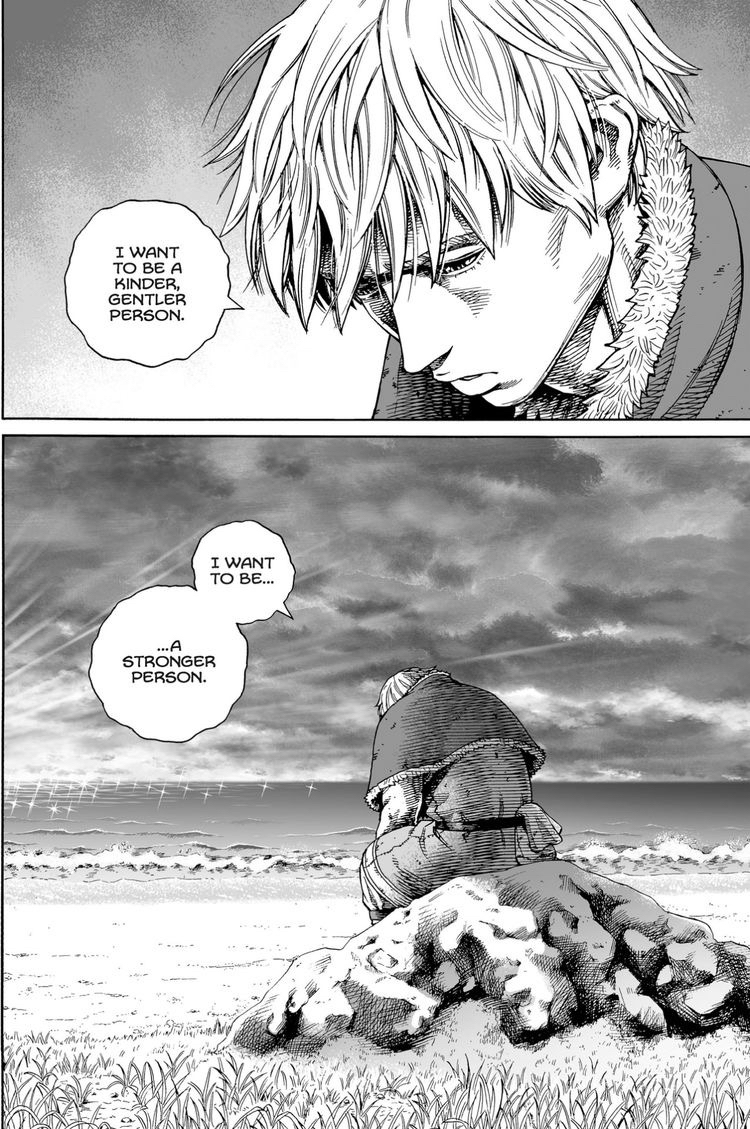 I WANT
TO BE A
KINDER,
GENTLER
PERSON.
I WANT
TO BE...
...A
STRONGER
PERSON.